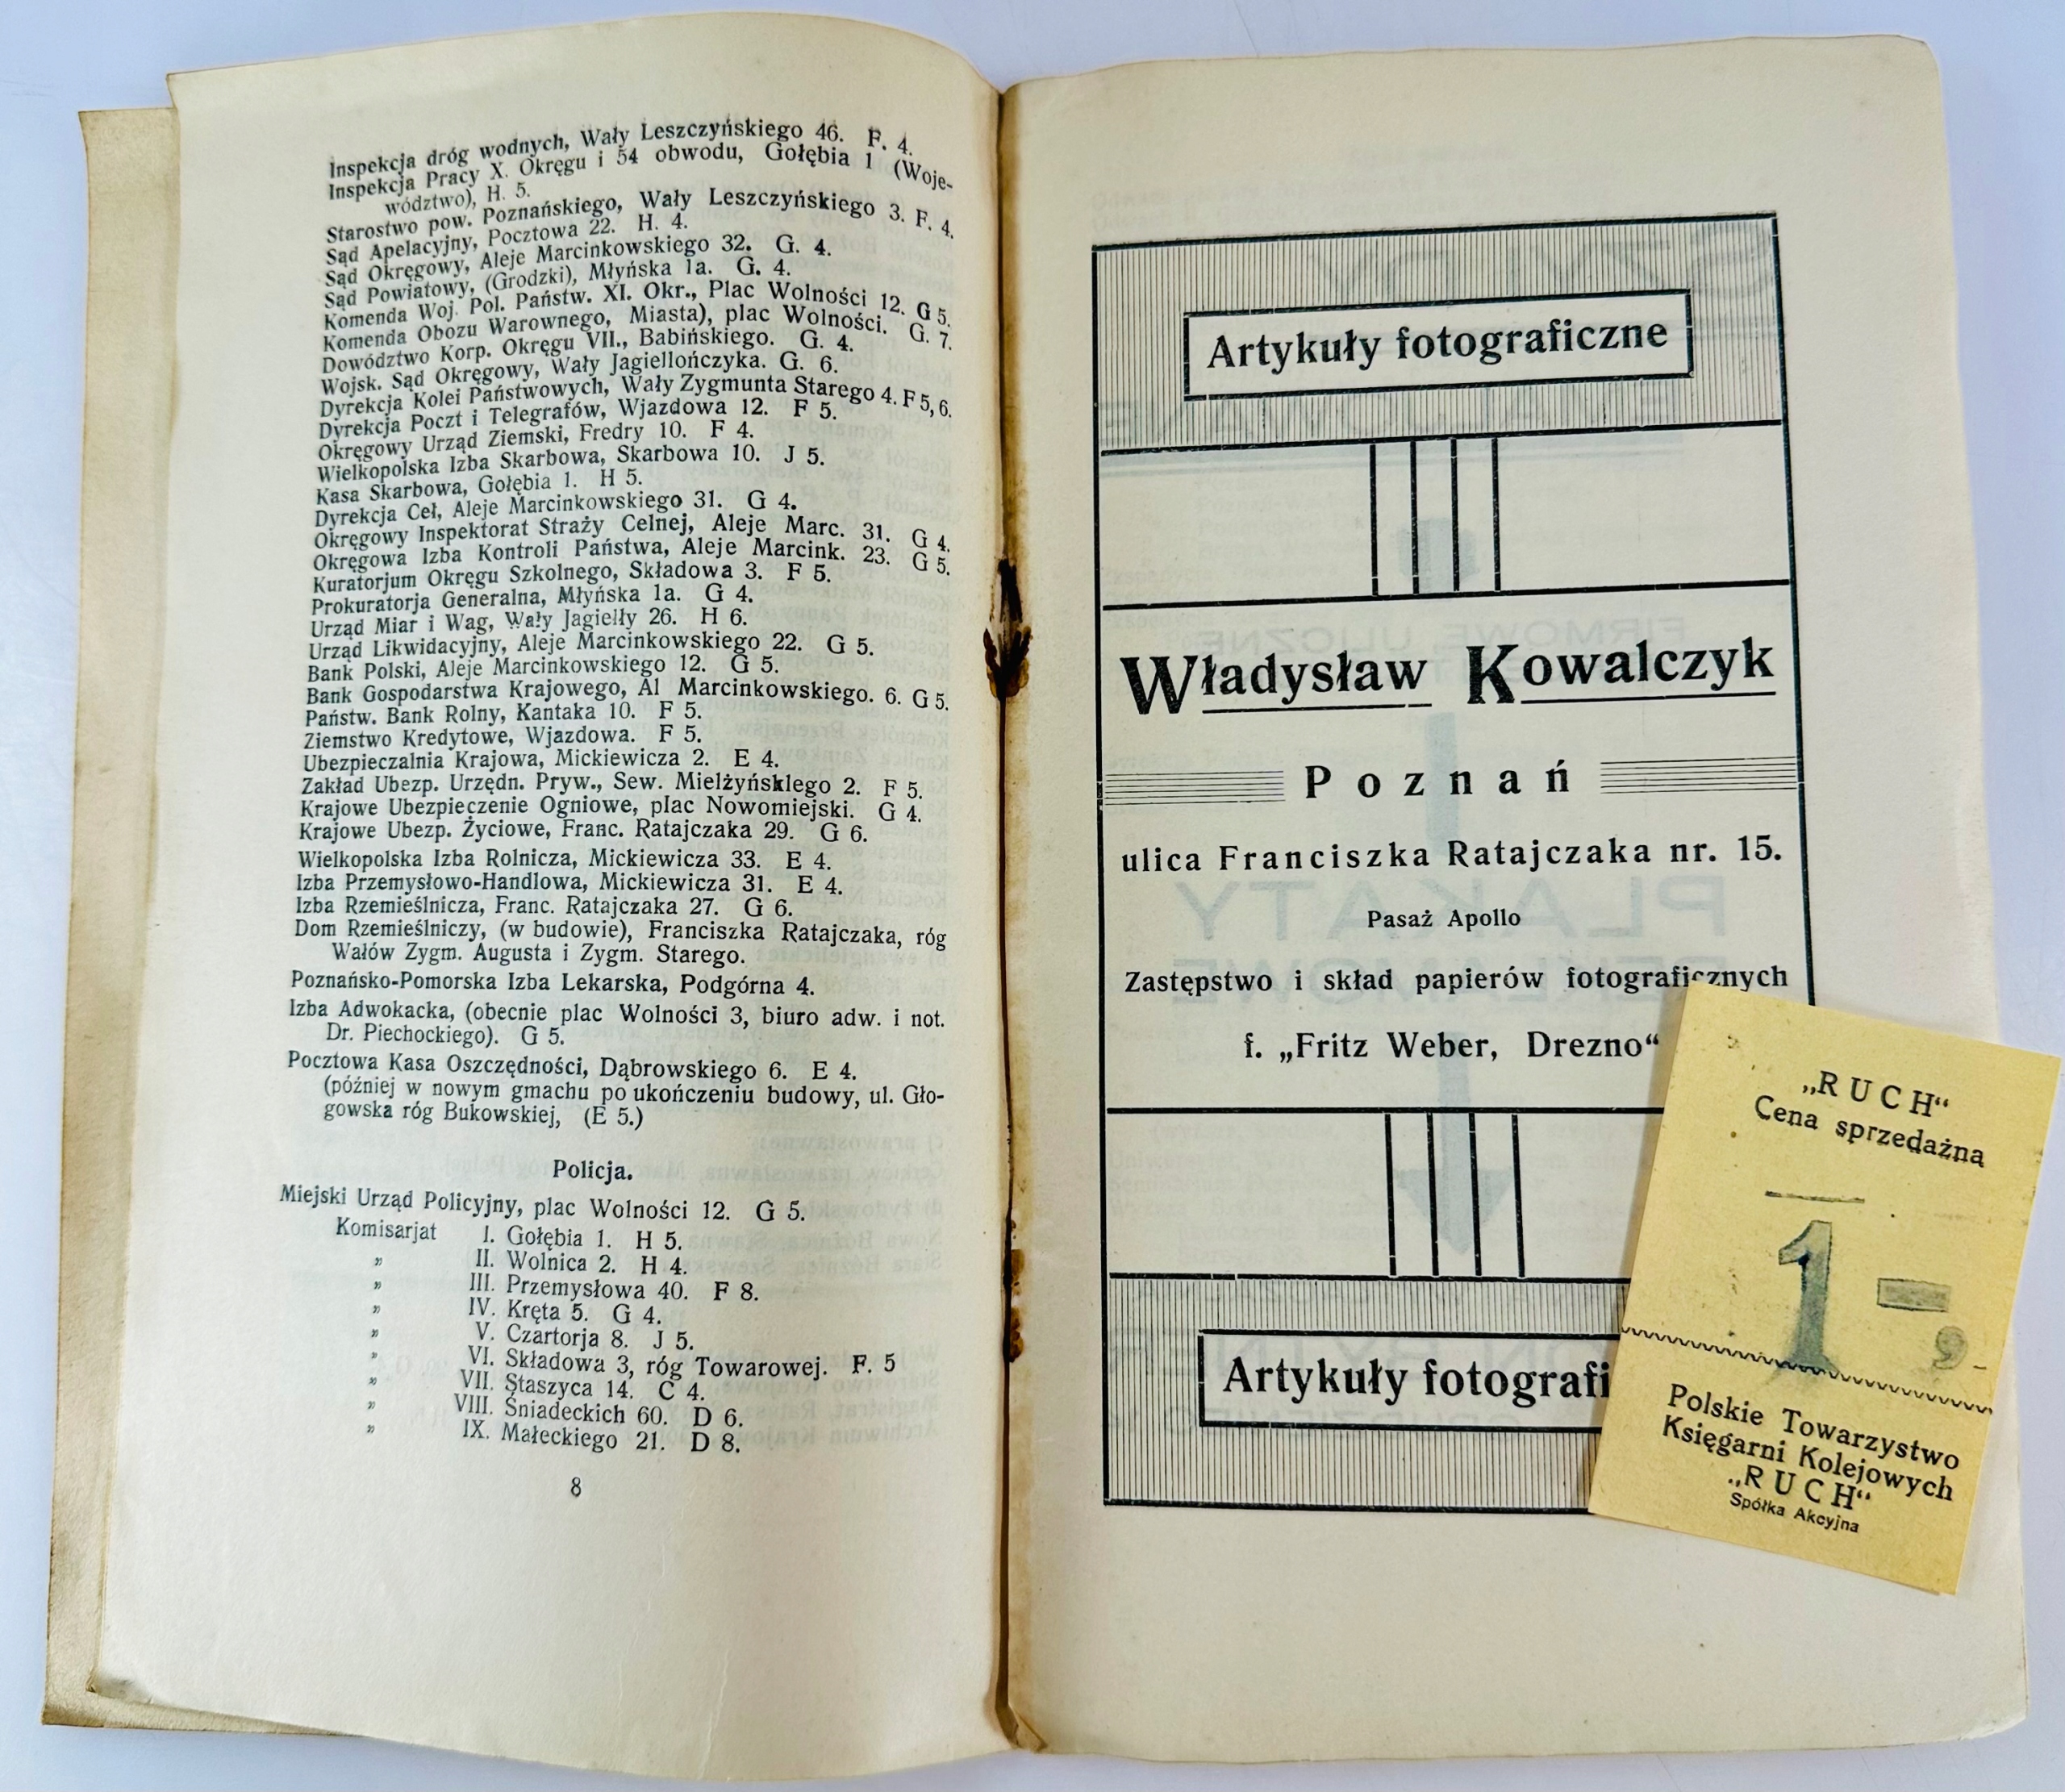 Inspekcja dróg wodnych, Wały Leszczyńskiego 46. F. 4.
Inspekcja Pracy X. Okręgu i 54 obwodu, Gołębia 1 (Woje-
wództwo), H. 5.
Starostwo pow. Poznańskiego, Wały Leszczyńskiego 3. F. 4.
Sąd Apelacyjny, Pocztowa 22. H. 4.
Sąd Okręgowy, Aleje Marcinkowskiego 32. G. 4.
Sąd Powiatowy, (Grodzki), Młyńska 1a. G. 4.
Komenda Woj. Pol. Państw. XI. Okr., Plac Wolności 12. G 5.
Komenda Obozu Warownego, Miasta), plac Wolności. G. 7.
Dowództwo Korp. Okręgu VII., Babińskiego. G. 4.
Wojsk. Sąd Okręgowy, Wały Jagiellończyka. G. 6.
Dyrekcja Kolei Państwowych, Wały Zygmunta Starego 4. F 5, 6.
Dyrekcja Poczt i Telegrafów, Wjazdowa 12. F 5.
Okręgowy Urząd Ziemski, Fredry 10. F 4.
Wielkopolska Izba Skarbowa, Skarbowa 10. J 5.
Kasa Skarbowa, Gołębia 1. H 5.
Dyrekcja Ceł, Aleje Marcinkowskiego 31. G 4.
Okręgowy Inspektorat Straży Celnej, Aleje Marc. 31. G 4.
Okręgowa Izba Kontroli Państwa, Aleje Marcink. 23. G 5.
Kuratorjum Okręgu Szkolnego, Składowa 3. F 5.
Prokuratorja Generalna, Młyńska 1a. G 4.
Urząd Miar i Wag, Wały Jagiełły 26. H 6.
Urząd Likwidacyjny, Aleje Marcinkowskiego 22. G 5.
Bank Polski, Aleje Marcinkowskiego 12. G 5.
Bank Gospodarstwa Krajowego, Al Marcinkowskiego. 6. G 5.
Państw. Bank Rolny, Kantaka 10. F 5.
Ziemstwo Kredytowe, Wjazdowa. F 5.
Ubezpieczalnia Krajowa, Mickiewicza 2. E 4.
Zakład Ubezp. Urzędn. Pryw., Sew. Mielżyńsklego 2. F 5.
Krajowe Ubezpieczenie Ogniowe, plac Nowomiejski. G 4.
Krajowe Ubezp. Życiowe, Franc. Ratajczaka 29. G 6.
Wielkopolska Izba Rolnicza, Mickiewicza 33. E 4.
Izba Przemysłowo-Handlowa, Mickiewicza 31. E 4.
Izba Rzemieślnicza, Franc. Ratajczaka 27. G 6.
Dom Rzemieślniczy, (w budowie), Franciszka Ratajczaka, róg
Wałów Zygm. Augusta i Zygm. Starego.
Poznańsko-Pomorska Izba Lekarska, Podgórna 4.
Izba Adwokacka, (obecnie plac Wolności 3, biuro adw. i not.
Dr. Piechockiego). G 5.
Pocztowa Kasa Oszczędności, Dąbrowskiego 6. E 4.
(później w nowym gmachu po ukończeniu budowy, ul. Gło-
gowska róg Bukowskiej, (E 5.)
Policja.
Miejski Urząd Policyjny, plac Wolności 12. G 5.
Komisarjat I. Gołębia 1. H 5.
„ II. Wolnica 2. H 4.
„ III. Przemysłowa 40. F 8.
„ IV. Kręta 5. G 4.
„ V. Czartorja 8. J 5.
„ VI. Składowa 3, róg Towarowej. F. 5
„ VII. Staszyca 14. C 4.
„ VIII. Śniadeckich 60. D 6.
„ IX. Małeckiego 21. D 8.
8
Artykuły fotograficzne
Władysław Kowalczyk
Poznań
ulica Franciszka Ratajczaka nr. 15.
Pasaż Apollo
Zastępstwo i skład papierów fotograficznych
f. „Fritz Weber, Drezno“
Artykuły fotografi
„RUCH“
Cena sprzedażna
1 =,-
Polskie Towarzystwo
Księgarni Kolejowych
„RUCH“
Spółka Akcyjna